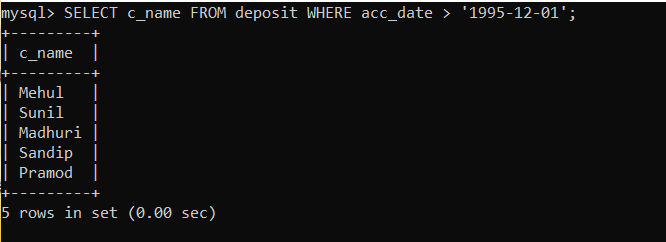 mysql> SELECT c_name FROM deposit WHERE acc_date > '1995-12-01';
+---------+
| c_name  |
+---------+
| Mehul   |
| Sunil   |
| Madhuri |
| Sandip  |
| Pramod  |
+---------+
5 rows in set (0.00 sec)